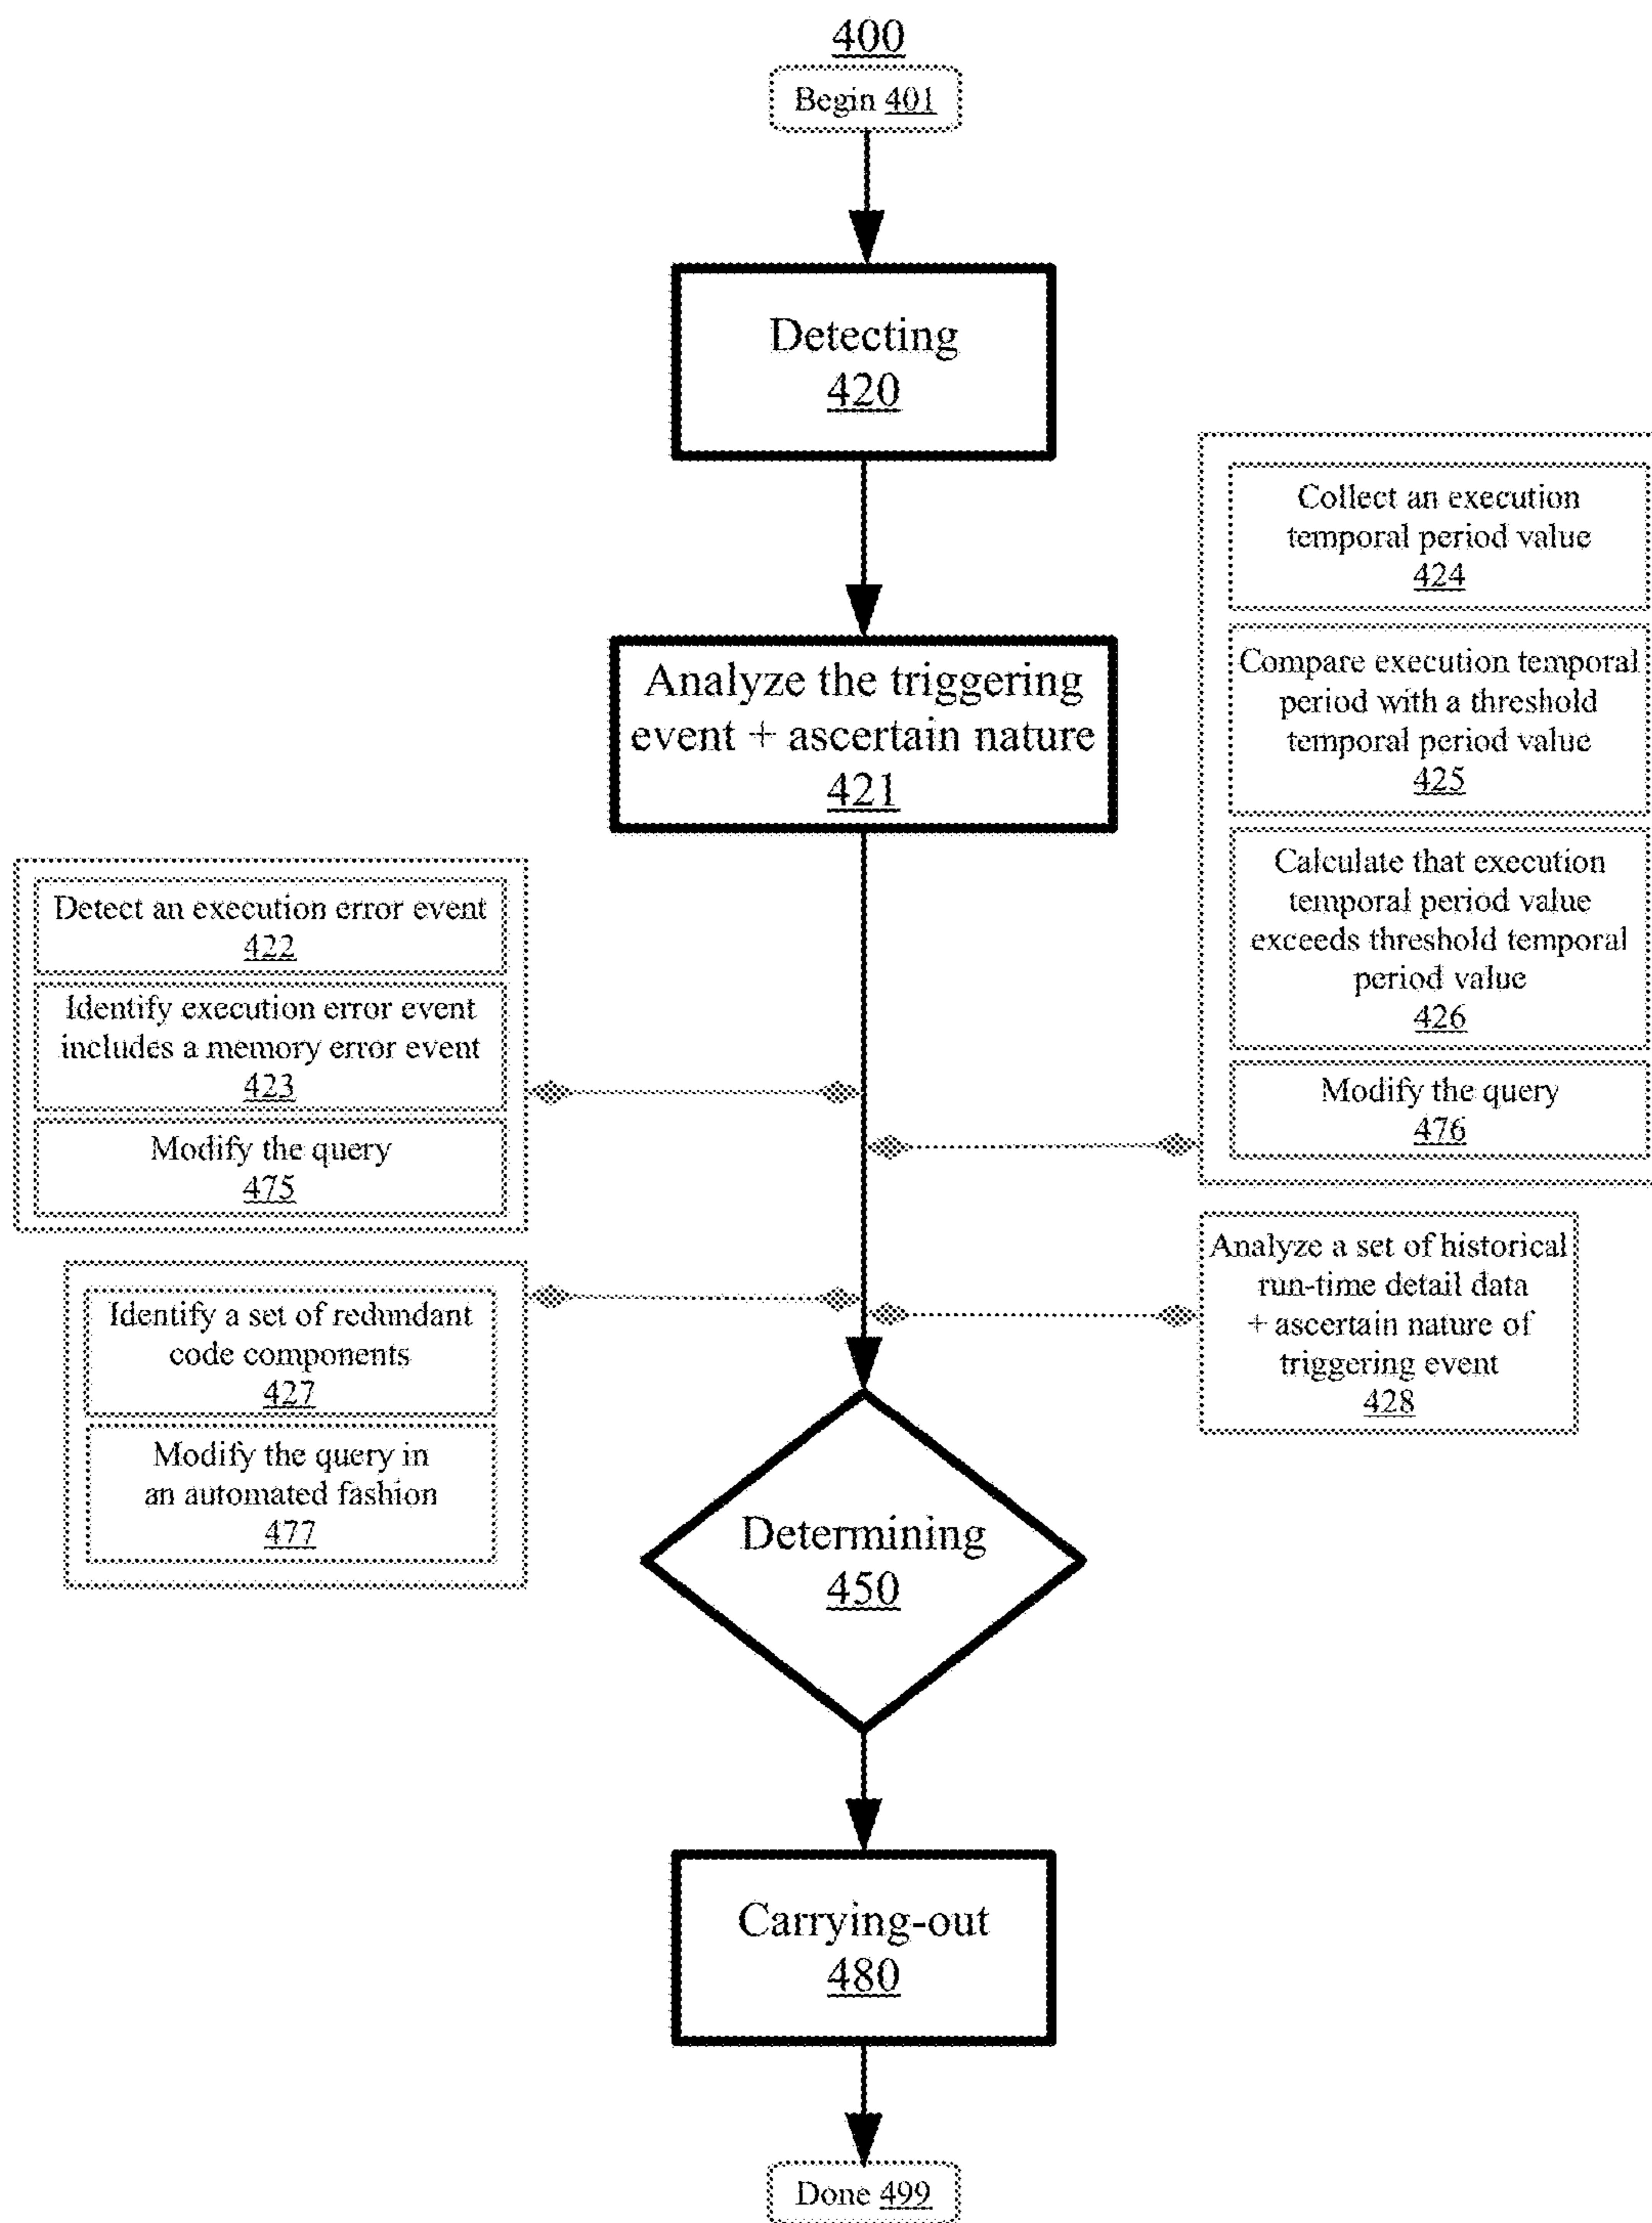 400
Begin 401
Detecting
420
Analyze the triggering
event + ascertain nature
421
Collect an execution
temporal period value
424
Compare execution temporal
period with a threshold
temporal period value
425
Calculate that execution
temporal period value
exceeds threshold temporal
period value
426
Modify the query
476
Detect an execution error event
422
Identify execution error event
includes a memory error event
423
Modify the query
475
Identify a set of redundant
code components
427
Modify the query in
an automated fashion
477
Analyze a set of historical
run-time detail data
+ ascertain nature of
triggering event
428
Determining
450
Carrying-out
480
Done 499